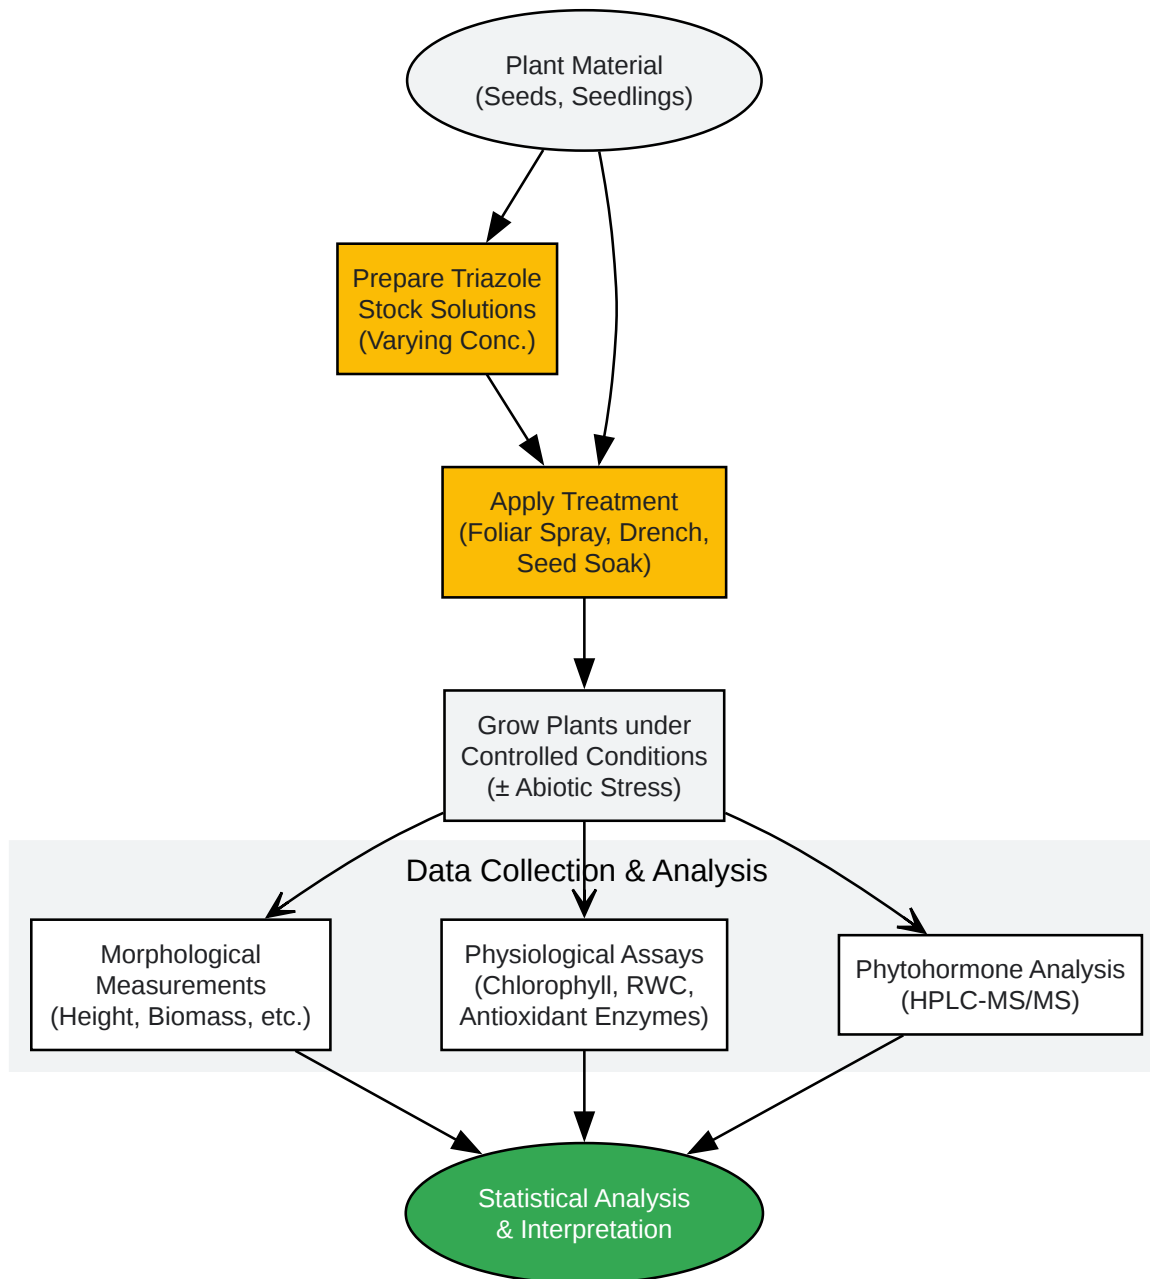 Plant Material
(Seeds, Seedlings)
Prepare Triazole
Stock Solutions
(Varying Conc.)
Apply Treatment
(Foliar Spray, Drench,
Seed Soak)
Grow Plants under
Controlled Conditions
(± Abiotic Stress)
Data Collection & Analysis
Morphological
Measurements
(Height, Biomass, etc.)
Physiological Assays
(Chlorophyll, RWC,
Antioxidant Enzymes)
Phytohormone Analysis
(HPLC-MS/MS)
Statistical Analysis
& Interpretation